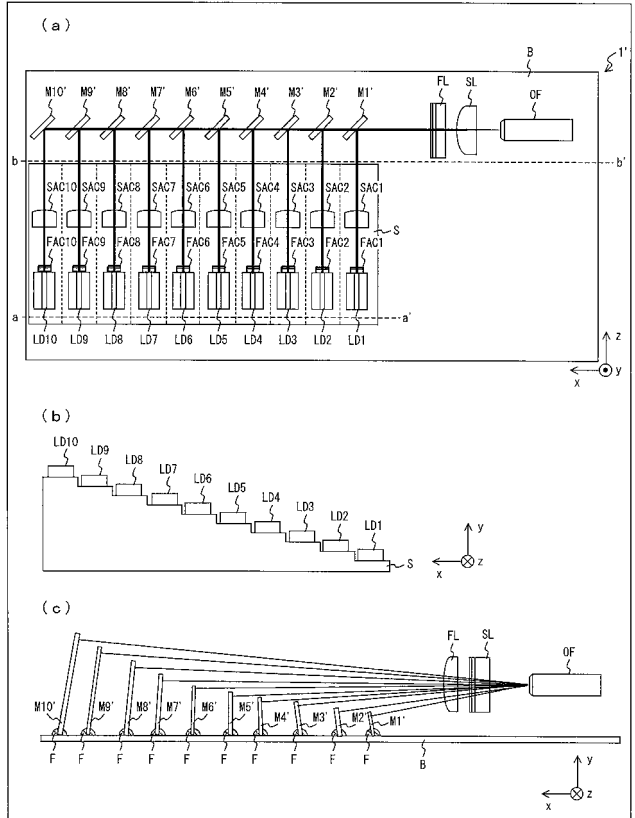 (a)
B
1'
M10' M9' M8' M7' M6' M5' M4' M3' M2' M1'
FL SL
OF
b b'
SAC10 SAC9 SAC8 SAC7 SAC6 SAC5 SAC4 SAC3 SAC2 SAC1
S
FAC10 FAC9 FAC8 FAC7 FAC6 FAC5 FAC4 FAC3 FAC2 FAC1
a a'
LD10 LD9 LD8 LD7 LD6 LD5 LD4 LD3 LD2 LD1
z
x
y
(b)
LD10
LD9
LD8
LD7
LD6
LD5
LD4
LD3
LD2
LD1
S
y
x z
(c)
FL SL
OF
M10' M9' M8' M7' M6' M5' M4' M3' M2' M1'
F F F F F F F F F F
B
y
x z